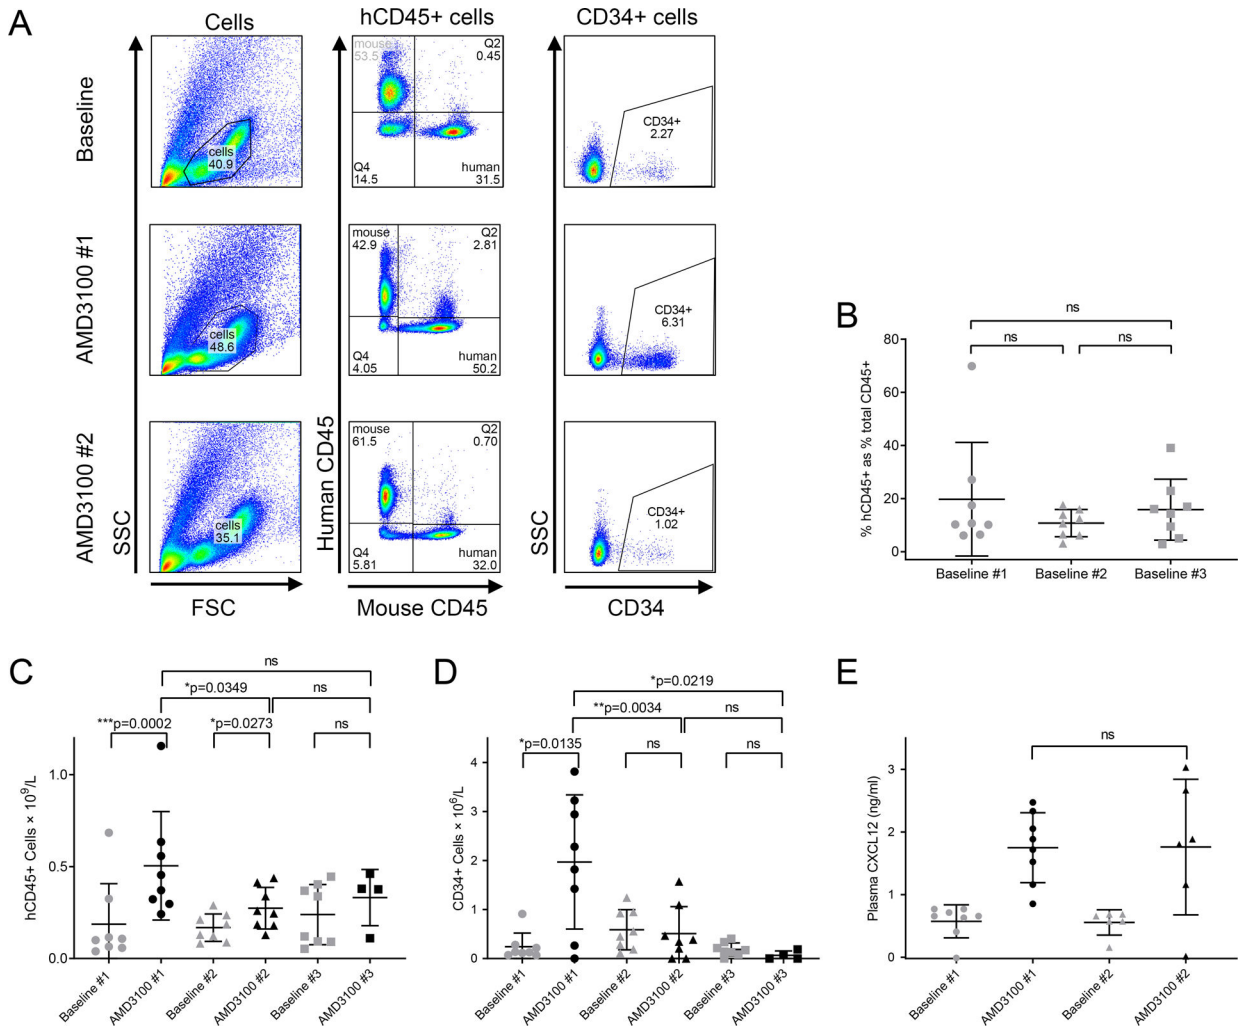 A
Cells
hCD45+ cells
CD34+ cells
Baseline
cells
40.9
mouse
53.5
Q2
0.45
Q4
14.5
human
31.5
CD34+
2.27
AMD3100 #1
cells
48.6
mouse
42.9
Q2
2.81
Q4
4.05
human
50.2
CD34+
6.31
AMD3100 #2
cells
35.1
mouse
61.5
Q2
0.70
Q4
5.81
human
32.0
CD34+
1.02
SSC
Human CD45
SSC
FSC
Mouse CD45
CD34
B
ns
ns
ns
% hCD45+ as % total CD45+
80
60
40
20
0
Baseline #1
Baseline #2
Baseline #3
C
ns
*p=0.0349
ns
***p=0.0002
*p=0.0273
ns
hCD45+ Cells × 10⁹/L
1.0
0.5
0.0
Baseline #1
AMD3100 #1
Baseline #2
AMD3100 #2
Baseline #3
AMD3100 #3
D
*p=0.0219
**p=0.0034
ns
*p=0.0135
ns
ns
CD34+ Cells × 10⁶/L
4
3
2
1
0
Baseline #1
AMD3100 #1
Baseline #2
AMD3100 #2
Baseline #3
AMD3100 #3
E
ns
Plasma CXCL12 (ng/ml)
3
2
1
0
Baseline #1
AMD3100 #1
Baseline #2
AMD3100 #2